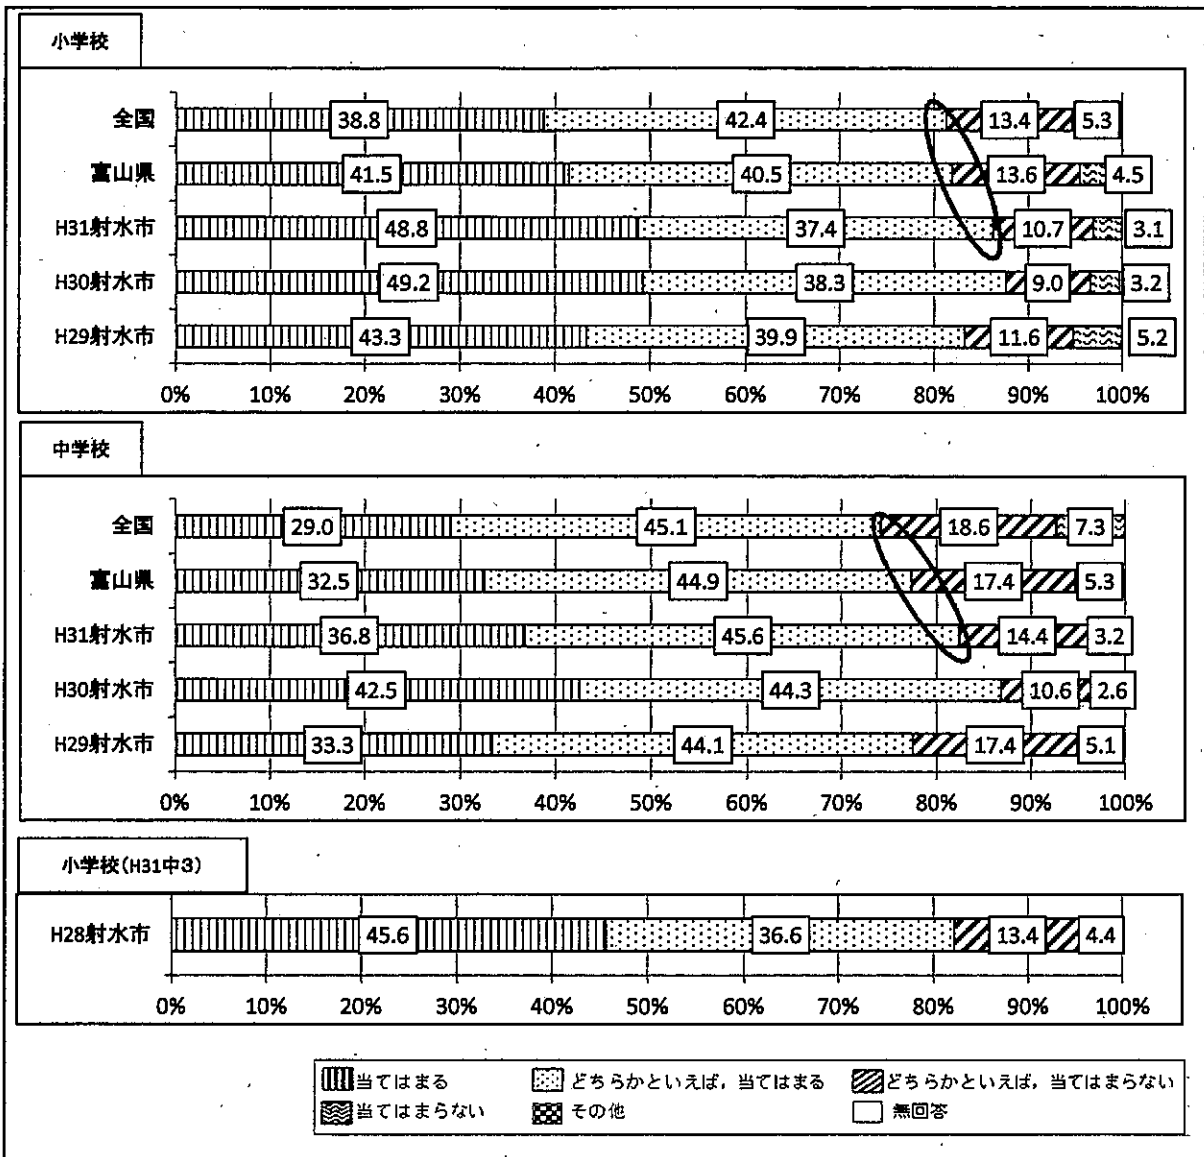 小学校
全国 38.8 42.4 13.4 5.3
富山県 41.5 40.5 13.6 4.5
H31射水市 48.8 37.4 10.7 3.1
H30射水市 49.2 38.3 9.0 3.2
H29射水市 43.3 39.9 11.6 5.2
0% 10% 20% 30% 40% 50% 60% 70% 80% 90% 100%
中学校
全国 29.0 45.1 18.6 7.3
富山県 32.5 44.9 17.4 5.3
H31射水市 36.8 45.6 14.4 3.2
H30射水市 42.5 44.3 10.6 2.6
H29射水市 33.3 44.1 17.4 5.1
0% 10% 20% 30% 40% 50% 60% 70% 80% 90% 100%
小学校(H31中3)
H28射水市 45.6 36.6 13.4 4.4
0% 10% 20% 30% 40% 50% 60% 70% 80% 90% 100%
当てはまる どちらかといえば，当てはまる どちらかといえば，当てはまらない
当てはまらない その他 無回答